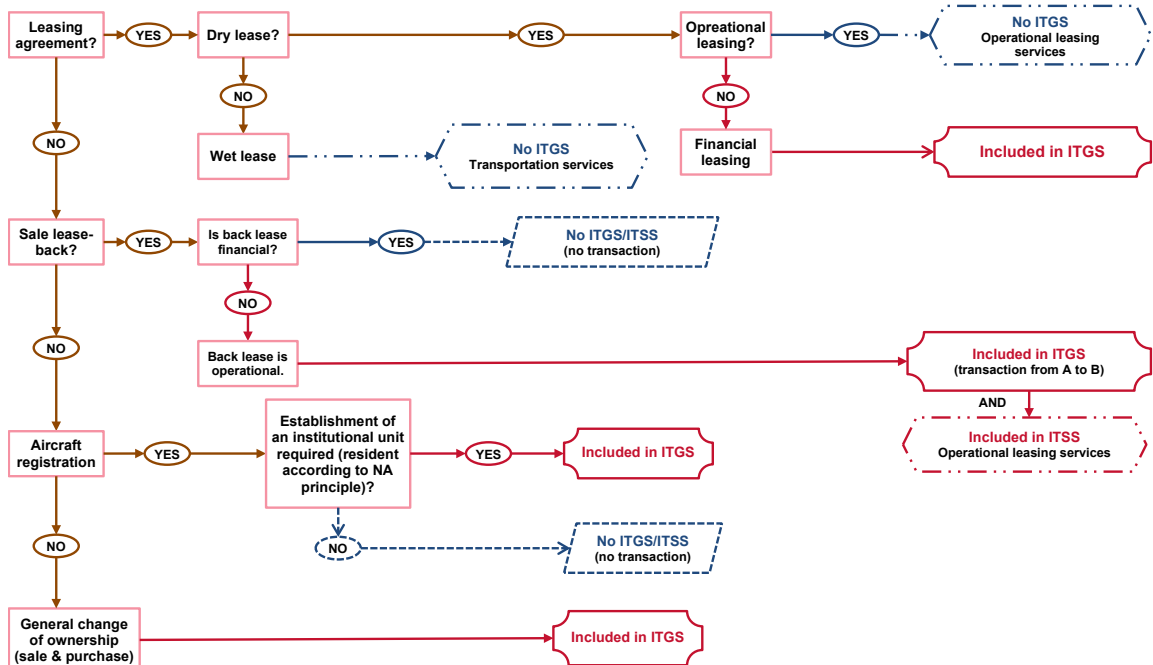 Leasing
agreement?
YES
Dry lease?
YES
Opreational
leasing?
YES
No ITGS
Operational leasing
services
NO
NO
NO
Wet lease
No ITGS
Transportation services
Financial
leasing
Included in ITGS
Sale lease-
back?
YES
Is back lease
financial?
YES
No ITGS/ITSS
(no transaction)
NO
NO
Back lease is
operational.
Included in ITGS
(transaction from A to B)
AND
Included in ITSS
Operational leasing services
Aircraft
registration
YES
Establishment of
an institutional unit
required (resident
according to NA
principle)?
YES
Included in ITGS
NO
NO
No ITGS/ITSS
(no transaction)
General change
of ownership
(sale & purchase)
Included in ITGS